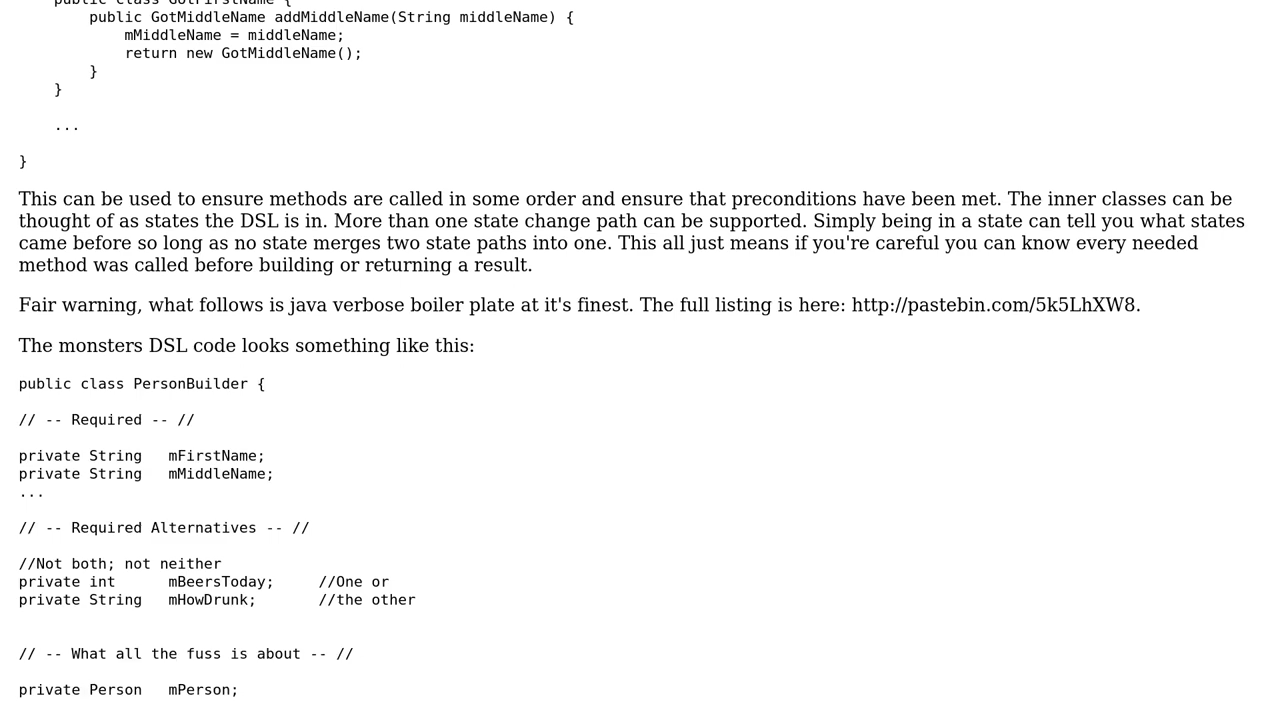 public class GotFirstName {
public GotMiddleName addMiddleName(String middleName) {
mMiddleName = middleName;
return new GotMiddleName();
}
}
...
}
This can be used to ensure methods are called in some order and ensure that preconditions have been met. The inner classes can be
thought of as states the DSL is in. More than one state change path can be supported. Simply being in a state can tell you what states
came before so long as no state merges two state paths into one. This all just means if you're careful you can know every needed
method was called before building or returning a result.
Fair warning, what follows is java verbose boiler plate at it's finest. The full listing is here: http://pastebin.com/5k5LhXW8.
The monsters DSL code looks something like this:
public class PersonBuilder {
// -- Required -- //
private String   mFirstName;
private String   mMiddleName;
...
// -- Required Alternatives -- //
//Not both; not neither
private int      mBeersToday;     //One or
private String   mHowDrunk;       //the other
// -- What all the fuss is about -- //
private Person   mPerson;